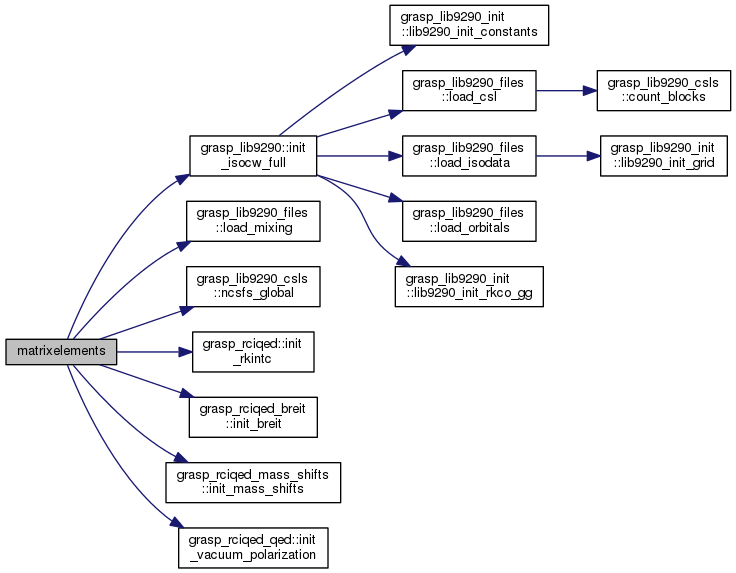 grasp_lib9290_init
::lib9290_init_constants
grasp_lib9290_files
::load_csl
grasp_lib9290_csls
::count_blocks
grasp_lib9290::init
_isocw_full
grasp_lib9290_files
::load_isodata
grasp_lib9290_init
::lib9290_init_grid
grasp_lib9290_files
::load_mixing
grasp_lib9290_files
::load_orbitals
grasp_lib9290_csls
::ncsfs_global
grasp_lib9290_init
::lib9290_init_rkco_gg
matrixelements
grasp_rciqed::init
_rkintc
grasp_rciqed_breit
::init_breit
grasp_rciqed_mass_shifts
::init_mass_shifts
grasp_rciqed_qed::init
_vacuum_polarization